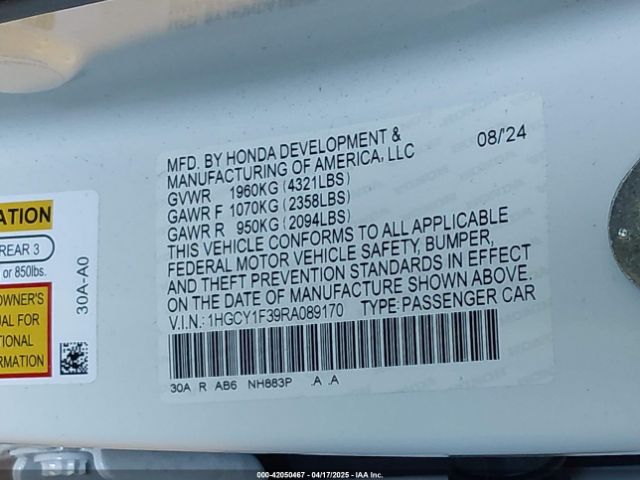 MFD. BY HONDA DEVELOPMENT &
MANUFACTURING OF AMERICA, LLC
08/'24
GVWR 1960KG (4321LBS)
GAWR F 1070KG (2358LBS)
GAWR R 950KG (2094LBS)
THIS VEHICLE CONFORMS TO ALL APPLICABLE
FEDERAL MOTOR VEHICLE SAFETY, BUMPER,
AND THEFT PREVENTION STANDARDS IN EFFECT
ON THE DATE OF MANUFACTURE SHOWN ABOVE.
V.I.N.: 1HGCY1F39RA089170 TYPE:PASSENGER CAR
30A R AB6 NH883P .A .A
ATION
REAR 3
or 850lbs.
OWNER'S
UAL FOR
TIONAL
RMATION
30A-A0
000-42050467 - 04/17/2025 - IAA Inc.